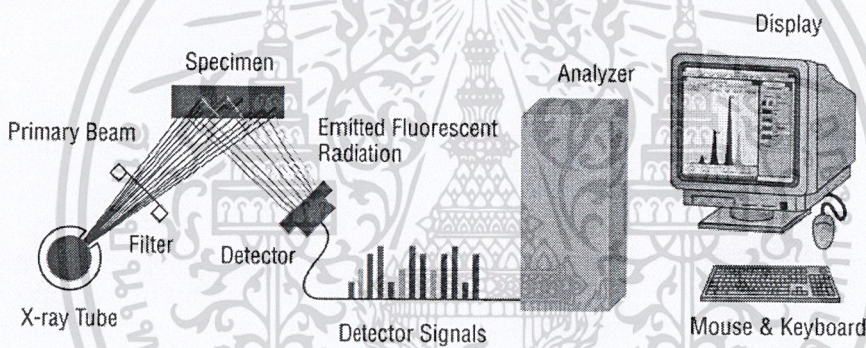 Display
Specimen
Analyzer
Primary Beam
Emitted Fluorescent
Radiation
Filter
Detector
X-ray Tube
Detector Signals
Mouse & Keyboard